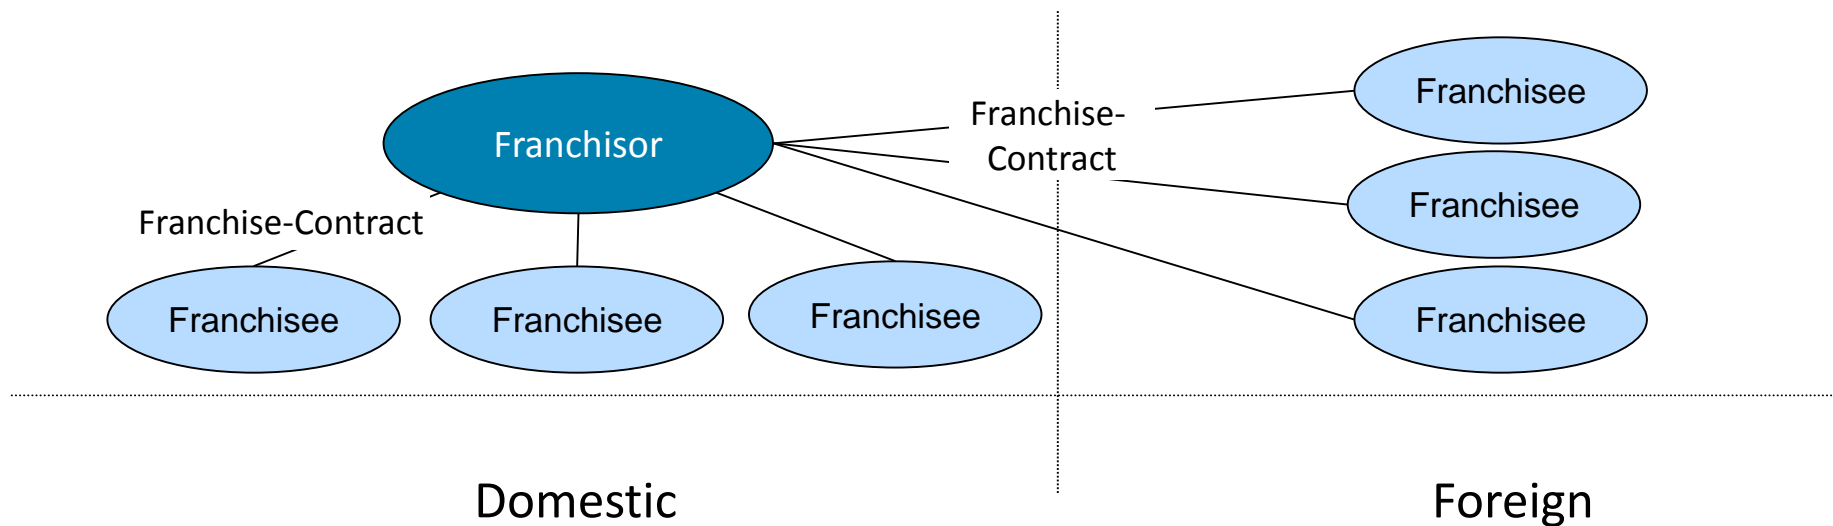 Franchisor
Franchise-Contract
Franchisee
Franchisee
Franchisee
Franchise-
Contract
Franchisee
Franchisee
Franchisee
Domestic
Foreign